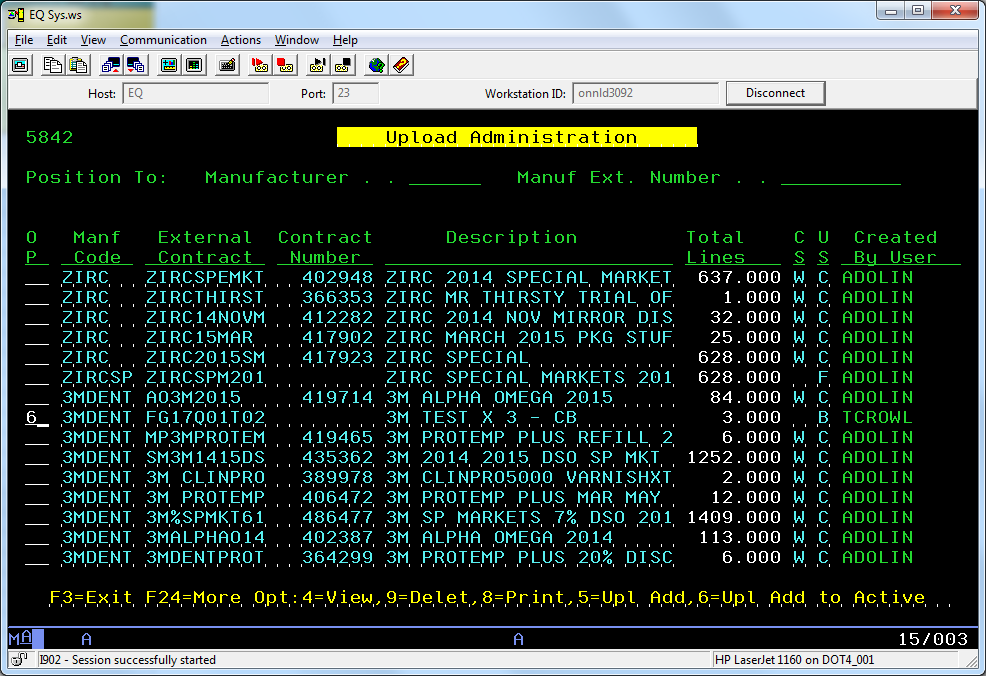 EQ Sys.ws
File Edit View Communication Actions Window Help
Host: EQ Port: 23 Workstation ID: onnld3092 Disconnect
5842 Upload Administration
Position To: Manufacturer . . Manuf Ext. Number . .
O Manf External Contract Description Total C U Created
P Code Contract Number Lines S S By User
ZIRC ZIRCSPEMKT 402948 ZIRC 2014 SPECIAL MARKET 637.000 W C ADOLIN
ZIRC ZIRCTHIRST 366353 ZIRC MR THIRSTY TRIAL OF 1.000 W C ADOLIN
ZIRC ZIRC14NOVM 412282 ZIRC 2014 NOV MIRROR DIS 32.000 W C ADOLIN
ZIRC ZIRC15MAR 417902 ZIRC MARCH 2015 PKG STUF 25.000 W C ADOLIN
ZIRC ZIRC2015SM 417923 ZIRC SPECIAL 628.000 W C ADOLIN
ZIRCSP ZIRCSPM201 ZIRC SPECIAL MARKETS 201 628.000 F ADOLIN
3MDENT AO3M2015 419714 3M ALPHA OMEGA 2015 84.000 W C ADOLIN
6 3MDENT FG17Q01T02 3M TEST X 3 - CB 3.000 B TCROWL
3MDENT MP3MPROTEM 419465 3M PROTEMP PLUS REFILL 2 6.000 W C ADOLIN
3MDENT SM3M1415DS 435362 3M 2014 2015 DSO SP MKT 1252.000 W C ADOLIN
3MDENT 3M CLINPRO 389978 3M CLINPRO5000 VARNISHXT 2.000 W C ADOLIN
3MDENT 3M PROTEMP 406472 3M PROTEMP PLUS MAR MAY 12.000 W C ADOLIN
3MDENT 3M%SPMKT61 486477 3M SP MARKETS 7% DSO 201 1409.000 W C ADOLIN
3MDENT 3MALPHAO14 402387 3M ALPHA OMEGA 2014 113.000 W C ADOLIN
3MDENT 3MDENTPROT 364299 3M PROTEMP PLUS 20% DISC 6.000 W C ADOLIN
F3=Exit F24=More Opt:4=View,9=Delet,8=Print,5=Upl Add,6=Upl Add to Active
MA A A 15/003
I902 - Session successfully started HP LaserJet 1160 on DOT4_001